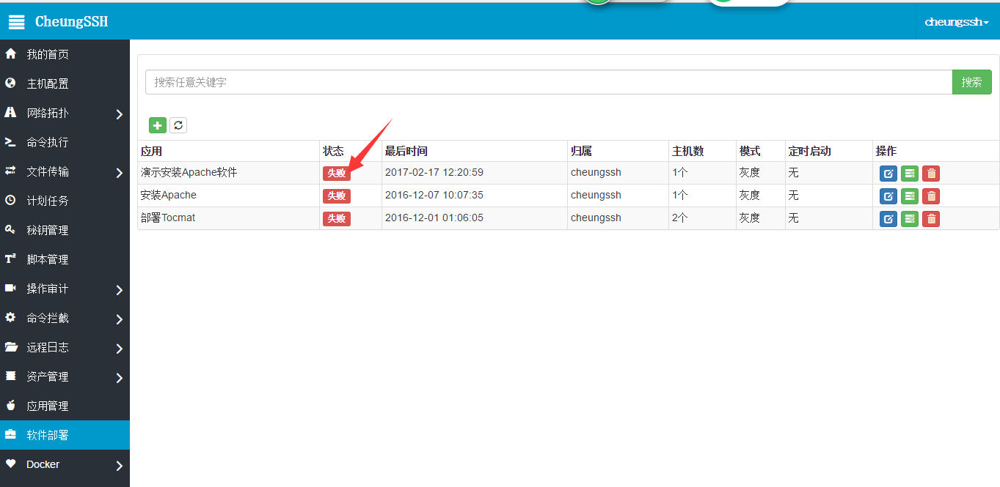 CheungSSH
cheungssh
我的首页
主机配置
网络拓扑
命令执行
文件传输
计划任务
秘钥管理
脚本管理
操作审计
命令拦截
远程日志
资产管理
应用管理
软件部署
Docker
搜索任意关键字 搜索
应用 状态 最后时间 归属 主机数 模式 定时启动 操作
演示安装Apache软件 失败 2017-02-17 12:20:59 cheungssh 1个 灰度 无
安装Apache 失败 2016-12-07 10:07:35 cheungssh 1个 灰度 无
部署Tocmat 失败 2016-12-01 01:06:05 cheungssh 2个 灰度 无